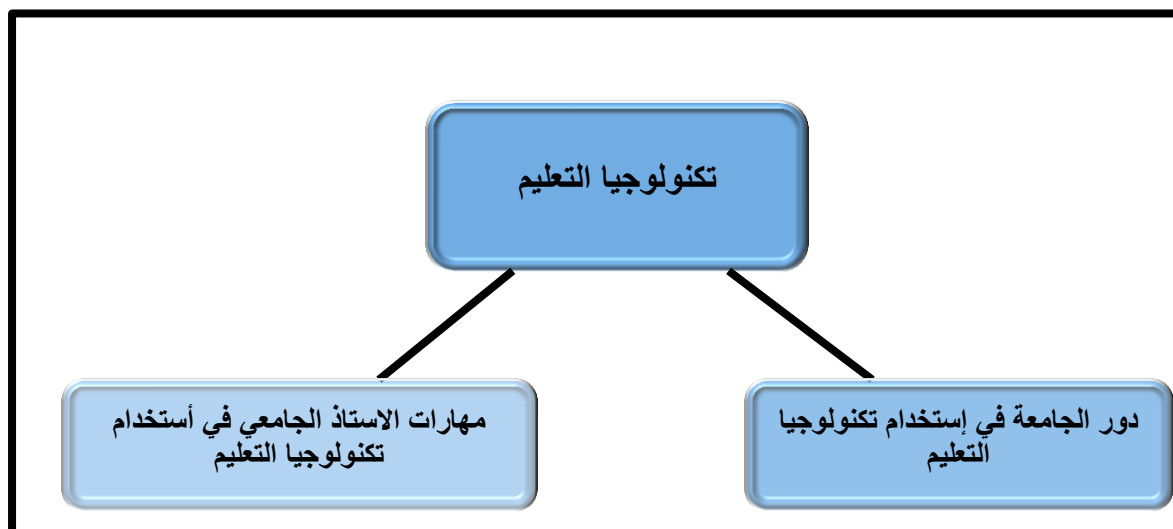 تكنولوجيا التعليم
دور الجامعة في إستخدام تكنولوجيا
التعليم
مهارات الاستاذ الجامعي في أستخدام
تكنولوجيا التعليم